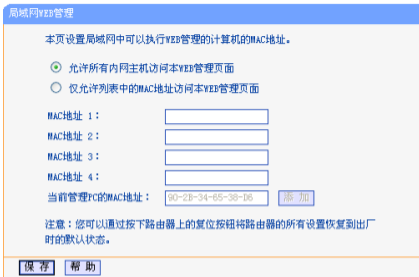 局域网WEB管理
本页设置局域网中可以执行WEB管理的计算机的MAC地址。
允许所有内网主机访问本WEB管理页面
仅允许列表中的MAC地址访问本WEB管理页面
MAC地址 1：
MAC地址 2：
MAC地址 3：
MAC地址 4：
当前管理PC的MAC地址： 90-2B-34-65-38-D6 添 加
注意：您可以通过按下路由器上的复位按钮将路由器的所有设置恢复到出厂
时的默认状态。
保 存 帮 助